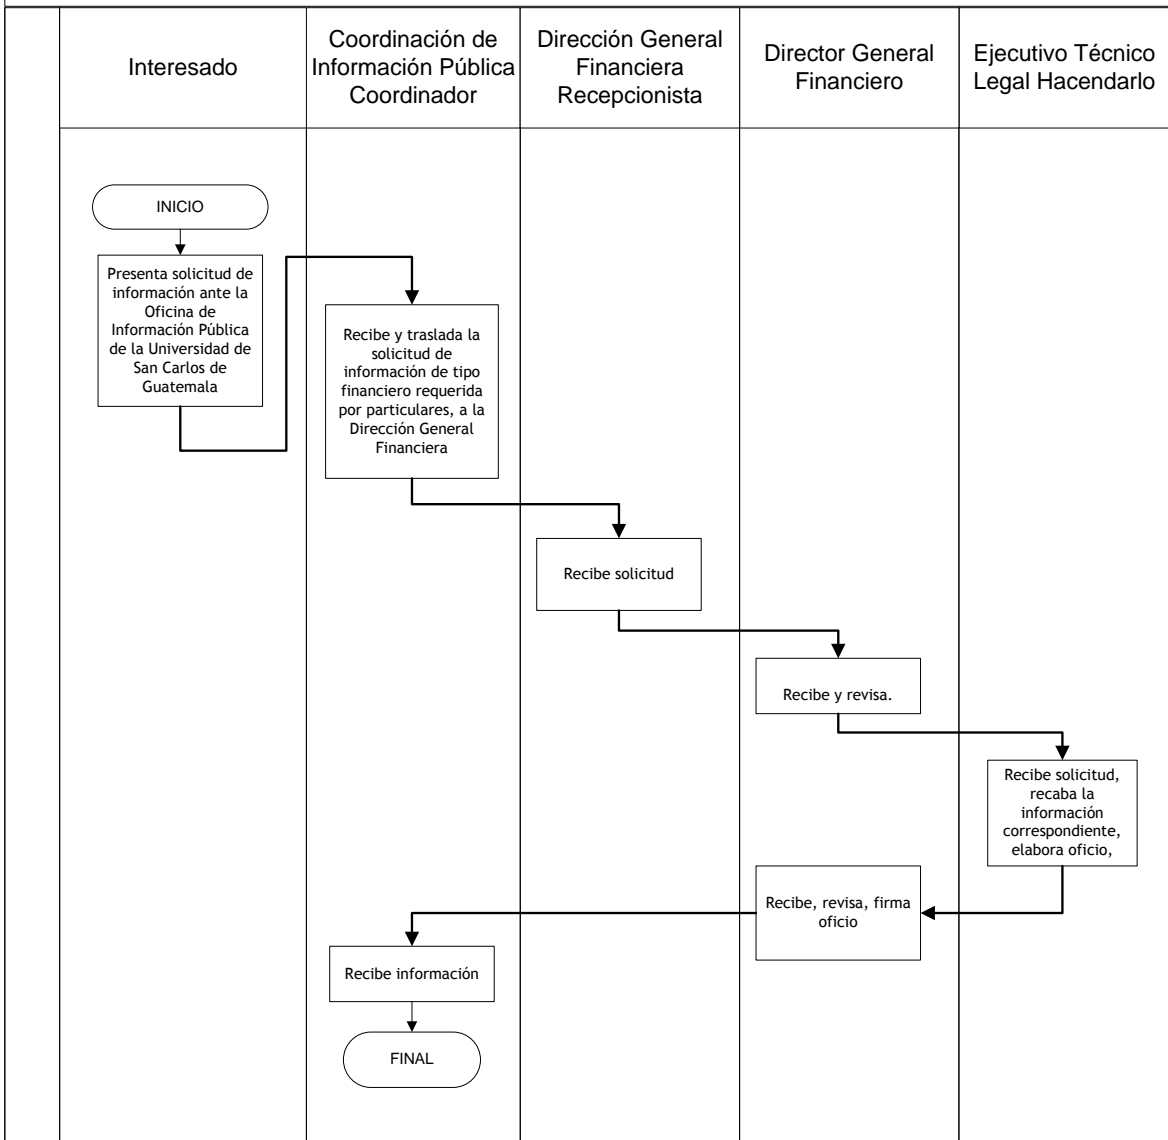 Interesado
Coordinación de
Información Pública
Coordinador
Dirección General
Financiera
Recepcionista
Director General
Financiero
Ejecutivo Técnico
Legal Hacendarlo
INICIO
Presenta solicitud de
información ante la
Oficina de
Información Pública
de la Universidad de
San Carlos de
Guatemala
Recibe y traslada la
solicitud de
información de tipo
financiero requerida
por particulares, a la
Dirección General
Financiera
Recibe solicitud
Recibe y revisa.
Recibe solicitud,
recaba la
información
correspondiente,
elabora oficio,
Recibe, revisa, firma
oficio
Recibe información
FINAL